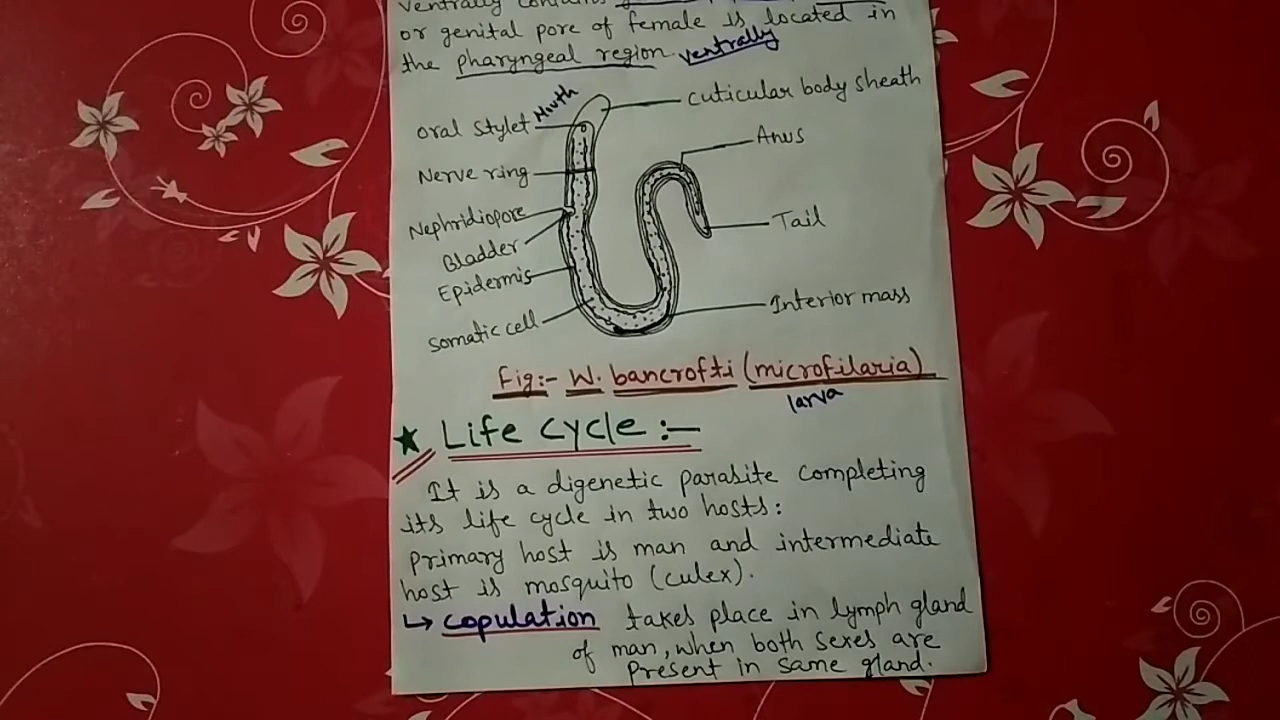 Ventrally contains
or genital pore of female is located in
the pharyngeal region ventrally
Mouth
cuticular body sheath
oral stylet
Anus
Nerve ring
Nephridiopore
Tail
Bladder
Epidermis
Interior mass
somatic cell
Fig:- W. bancrofti (microfilaria)
larva
★ Life cycle :-
It is a digenetic parasite completing
its life cycle in two hosts:
primary host is man and intermediate
host is mosquito (culex).
↳ copulation takes place in lymph gland
of man, when both sexes are
present in same gland.